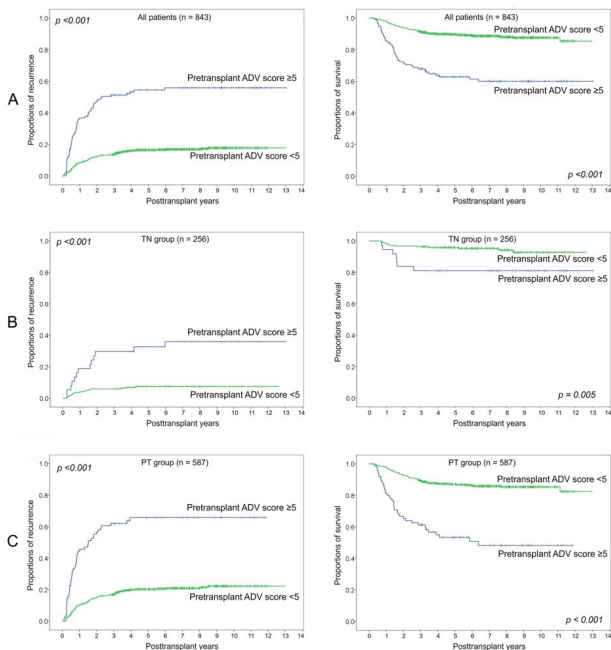 A
All patients (n = 843)
p <0.001
Proportions of recurrence
1.0
0.8
0.6
0.4
0.2
0.0
Pretransplant ADV score ≥5
Pretransplant ADV score <5
0 1 2 3 4 5 6 7 8 9 10 11 12 13 14
Posttransplant years
All patients (n = 843)
Proportions of survival
1.0
0.8
0.6
0.4
0.2
0.0
Pretransplant ADV score <5
Pretransplant ADV score ≥5
p <0.001
0 1 2 3 4 5 6 7 8 9 10 11 12 13 14
Posttransplant years
B
TN group (n = 256)
p <0.001
Proportions of recurrence
1.0
0.8
0.6
0.4
0.2
0.0
Pretransplant ADV score ≥5
Pretransplant ADV score <5
0 1 2 3 4 5 6 7 8 9 10 11 12 13 14
Posttransplant years
TN group (n = 256)
Proportions of survival
1.0
0.8
0.6
0.4
0.2
0.0
Pretransplant ADV score <5
Pretransplant ADV score ≥5
p = 0.005
0 1 2 3 4 5 6 7 8 9 10 11 12 13 14
Posttransplant years
C
PT group (n = 587)
p <0.001
Proportions of recurrence
1.0
0.8
0.6
0.4
0.2
0.0
Pretransplant ADV score ≥5
Pretransplant ADV score <5
0 1 2 3 4 5 6 7 8 9 10 11 12 13 14
Posttransplant years
PT group (n = 587)
Proportions of survival
1.0
0.8
0.6
0.4
0.2
0.0
Pretransplant ADV score <5
Pretransplant ADV score ≥5
p < 0.001
0 1 2 3 4 5 6 7 8 9 10 11 12 13 14
Posttransplant years